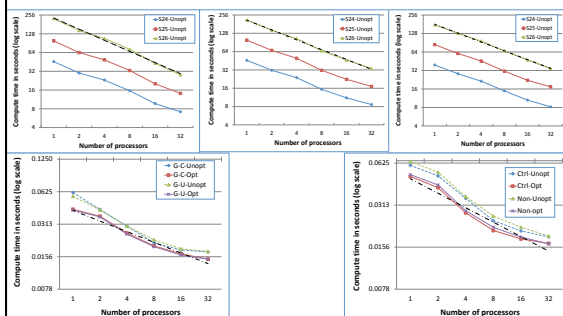 Compute time in seconds (log scale)
256
128
64
32
16
8
4
S24-Unopt
S25-Unopt
S26-Unopt
1 2 4 8 16 32
Number of processors
Compute time in seconds (log scale)
256
128
64
32
16
8
4
S24-Unopt
S25-Unopt
S26-Unopt
1 2 4 8 16 32
Number of processors
Compute time in seconds (log scale)
256
128
64
32
16
8
4
S24-Unopt
S25-Unopt
S26-Unopt
1 2 4 8 16 32
Number of processors
Compute time in seconds (log scale)
0.1250
0.0625
0.0313
0.0156
0.0078
G-C-Unopt
G-C-Opt
G-U-Unopt
G-U-Opt
1 2 4 8 16 32
Number of processors
Compute time in seconds (log scale)
0.0625
0.0313
0.0156
0.0078
Ctrl-Unopt
Ctrl-Opt
Non-Unopt
Non-opt
1 2 4 8 16 32
Number of processors